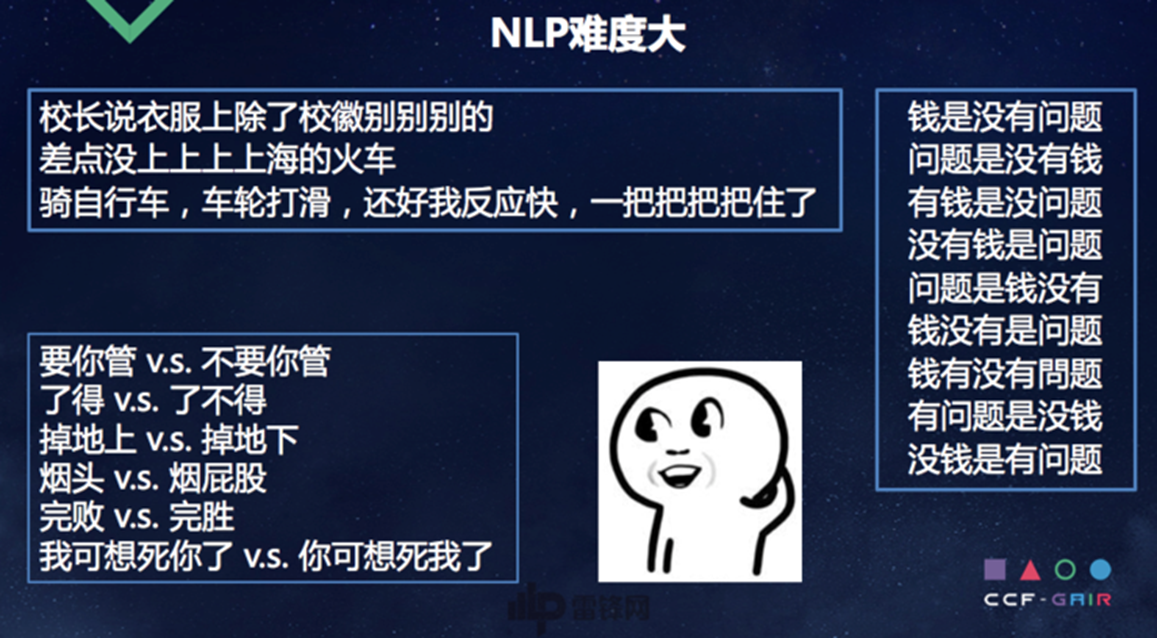 NLP难度大
校长说衣服上除了校徽别别别的
差点没上上上上海的火车
骑自行车，车轮打滑，还好我反应快，一把把把把住了
钱是没有问题
问题是没有钱
有钱是没问题
没有钱是问题
问题是钱没有
钱没有是问题
钱有没有問题
有问题是没钱
没钱是有问题
要你管 v.s. 不要你管
了得 v.s. 了不得
掉地上 v.s. 掉地下
烟头 v.s. 烟屁股
完败 v.s. 完胜
我可想死你了 v.s. 你可想死我了
雷锋网
CCF-GAIR